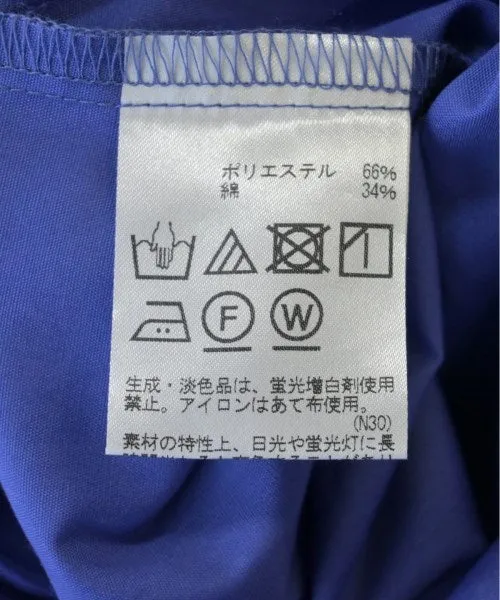 ポリエステル 66%
綿 34%
F W
生成・淡色品は、蛍光増白剤使用
禁止。アイロンはあて布使用。
(N30)
素材の特性上、日光や蛍光灯に長